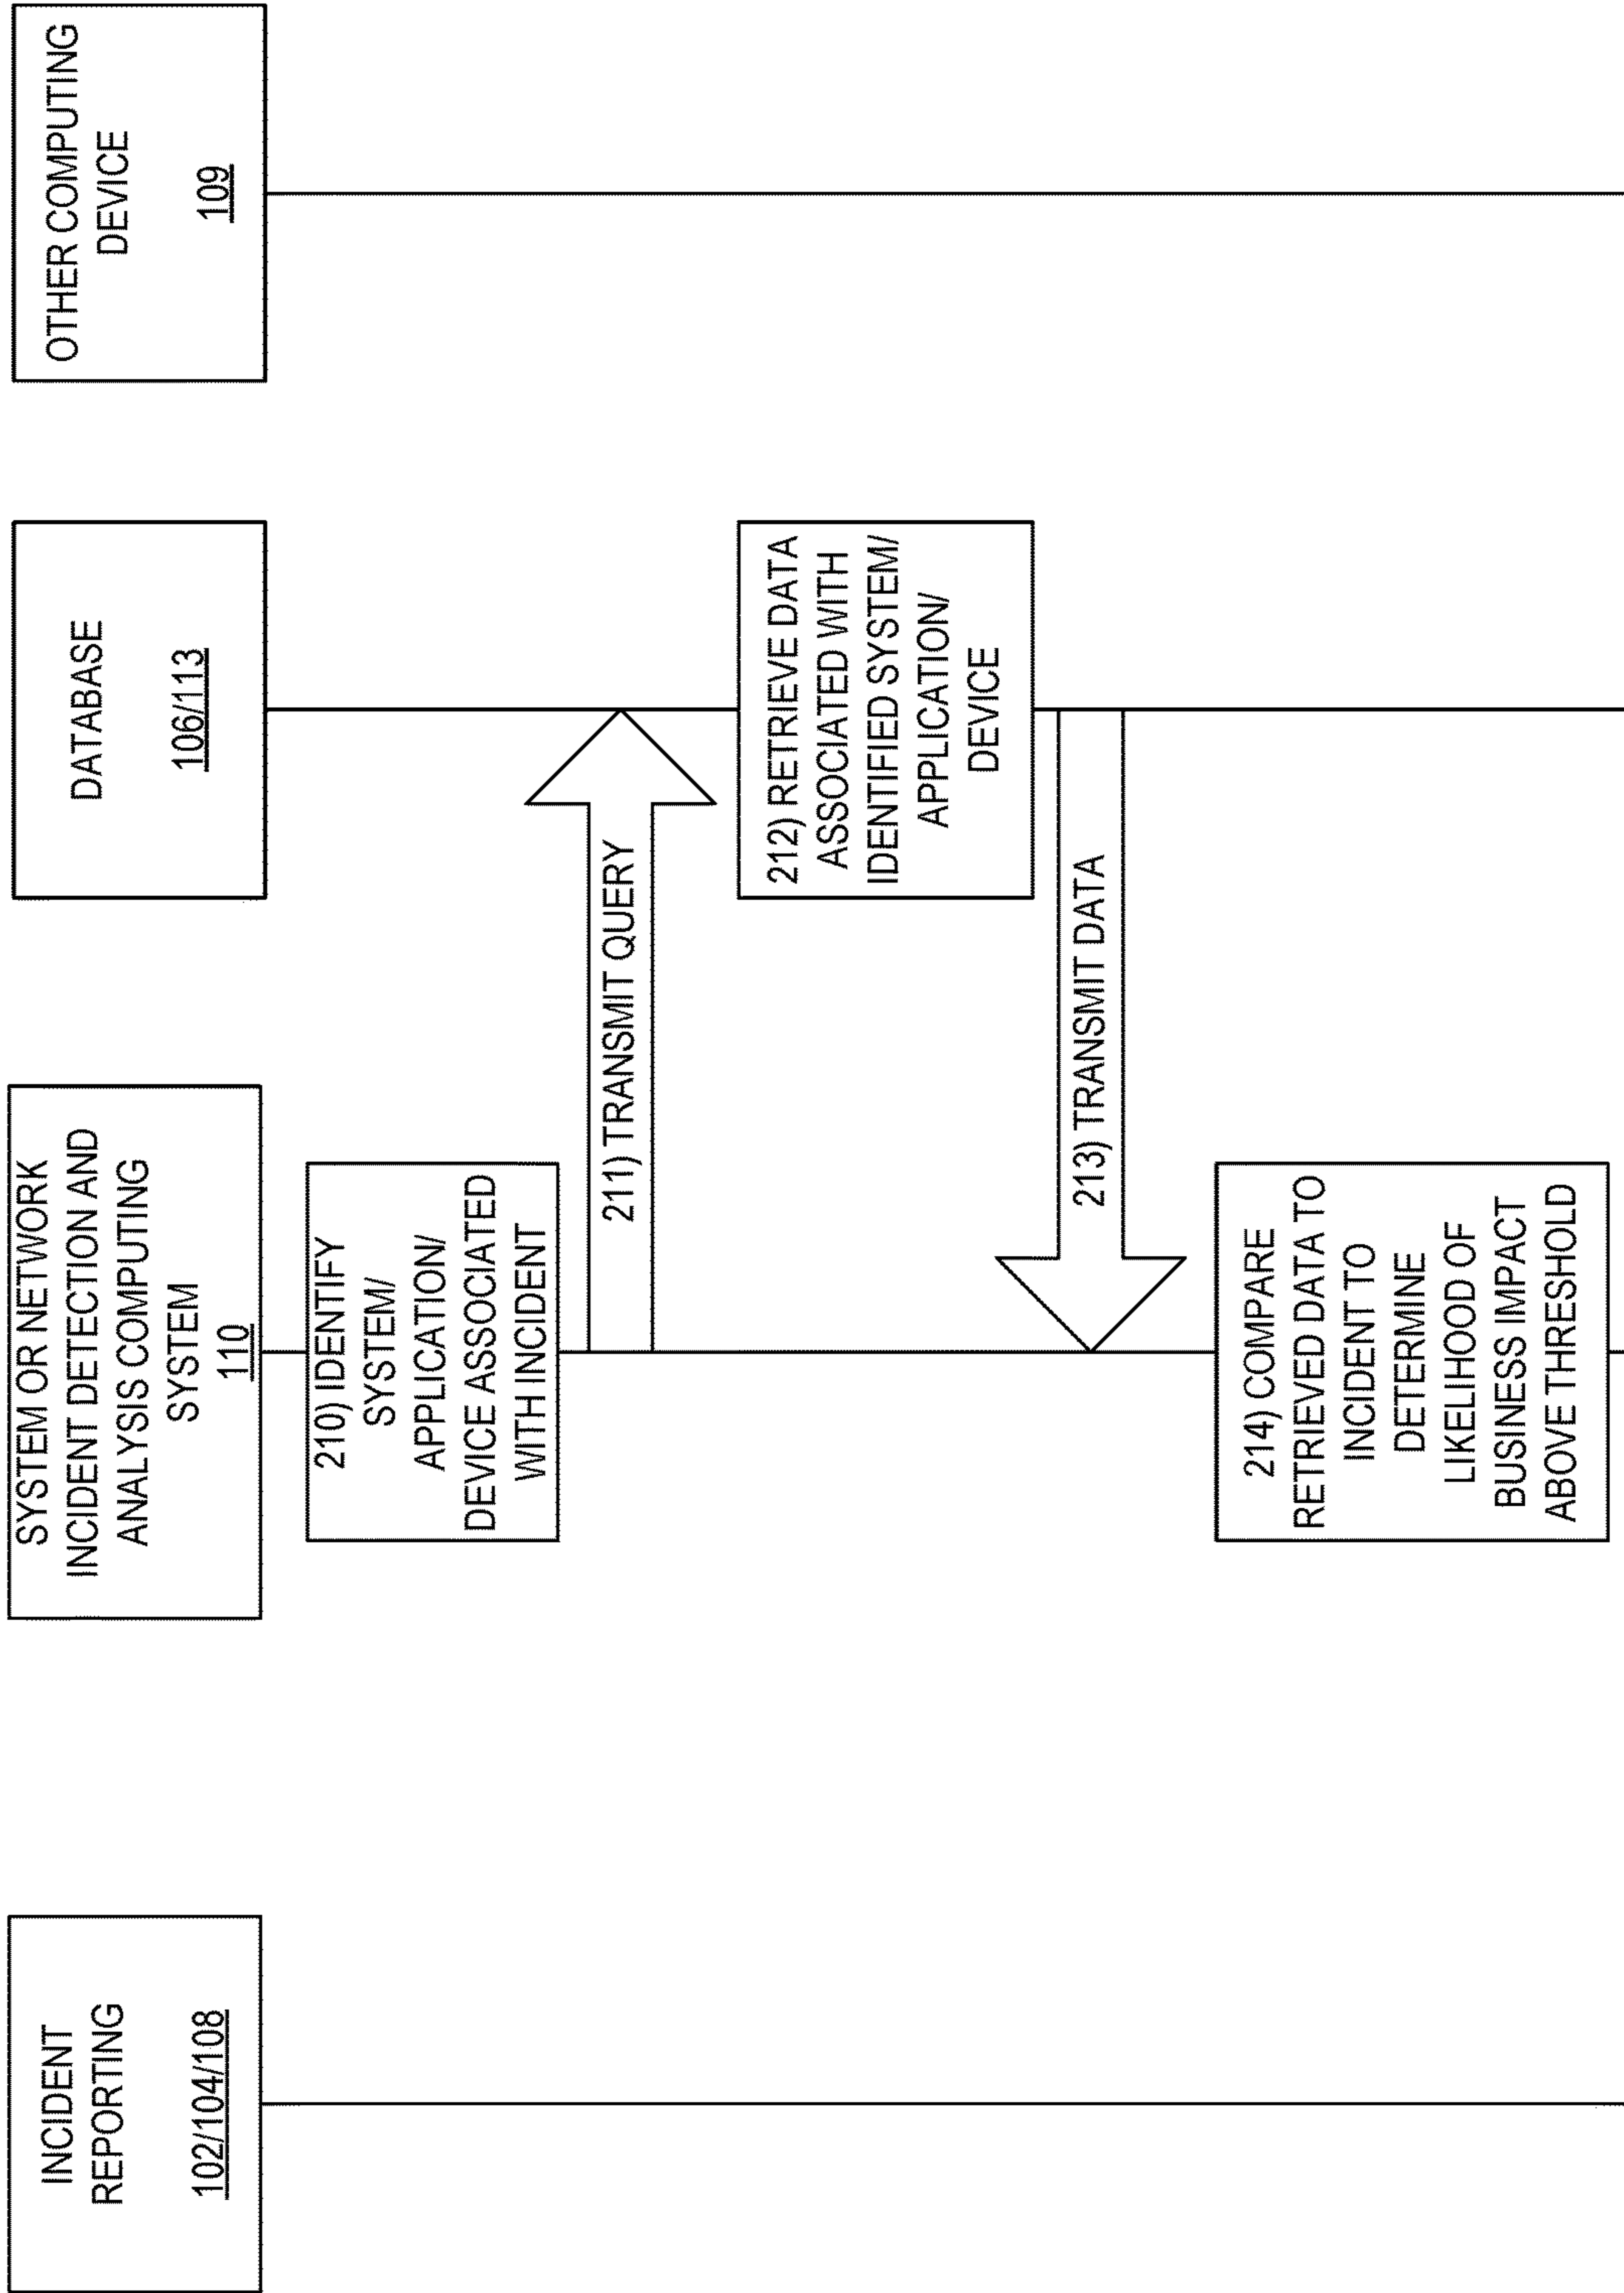 INCIDENT
REPORTING
102/104/108
SYSTEM OR NETWORK
INCIDENT DETECTION AND
ANALYSIS COMPUTING
SYSTEM
110
DATABASE
106/113
OTHER COMPUTING
DEVICE
109
210) IDENTIFY
SYSTEM/
APPLICATION/
DEVICE ASSOCIATED
WITH INCIDENT
211) TRANSMIT QUERY
212) RETRIEVE DATA
ASSOCIATED WITH
IDENTIFIED SYSTEM/
APPLICATION/
DEVICE
213) TRANSMIT DATA
214) COMPARE
RETRIEVED DATA TO
INCIDENT TO
DETERMINE
LIKELIHOOD OF
BUSINESS IMPACT
ABOVE THRESHOLD